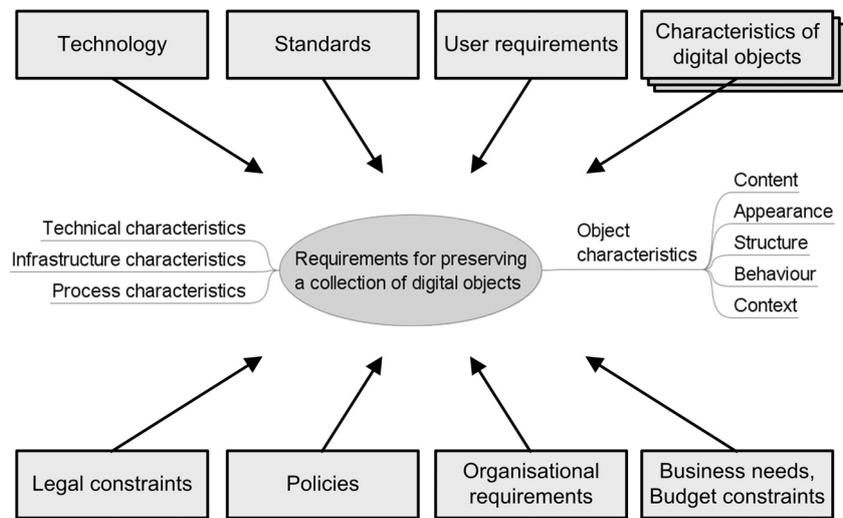 Technology
Standards
User requirements
Characteristics of
digital objects
Technical characteristics
Infrastructure characteristics
Process characteristics
Requirements for preserving
a collection of digital objects
Object
characteristics
Content
Appearance
Structure
Behaviour
Context
Legal constraints
Policies
Organisational
requirements
Business needs,
Budget constraints